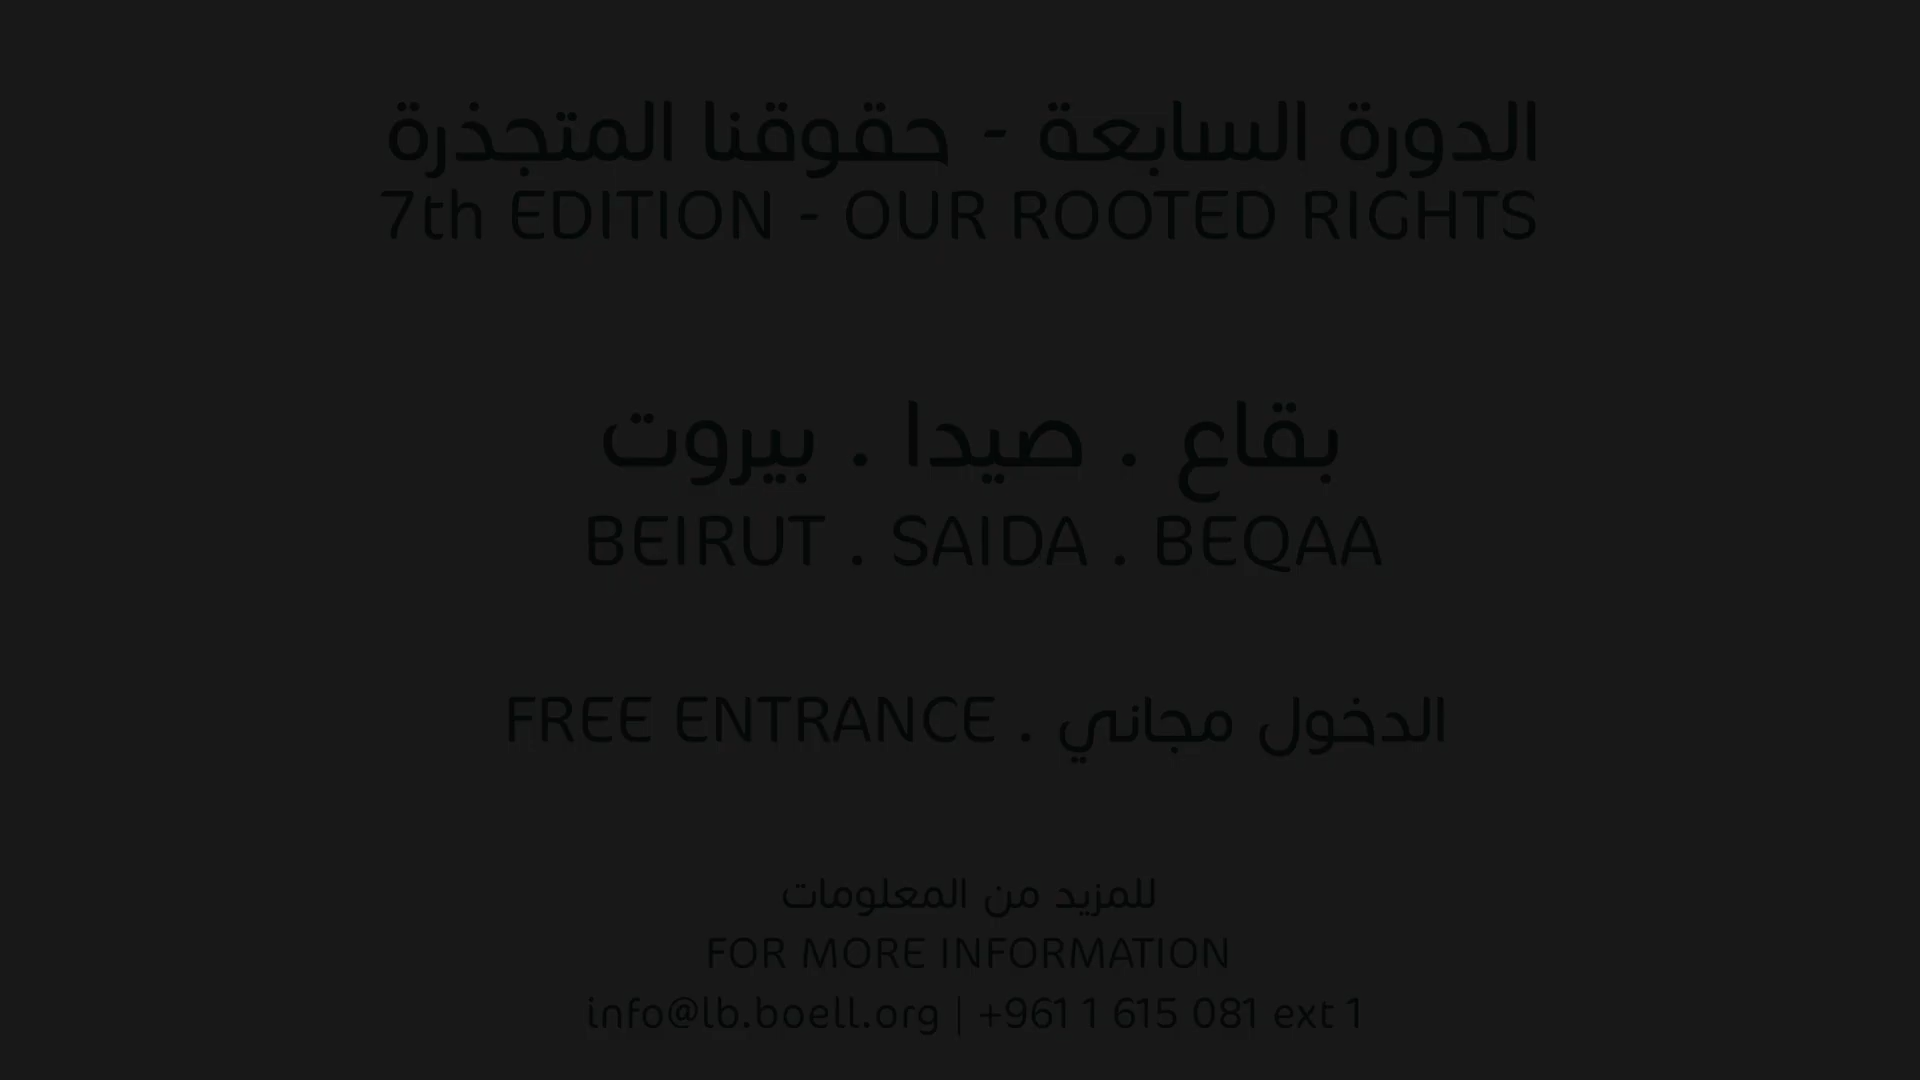 الدورة السابعة - حقوقنا المتجذرة
7th EDITION - OUR ROOTED RIGHTS
بقاع . صيدا . بيروت
BEIRUT . SAIDA . BEQAA
FREE ENTRANCE . الدخول مجاني
للمزيد من المعلومات
FOR MORE INFORMATION
info@lb.boell.org | +961 1 615 081 ext 1